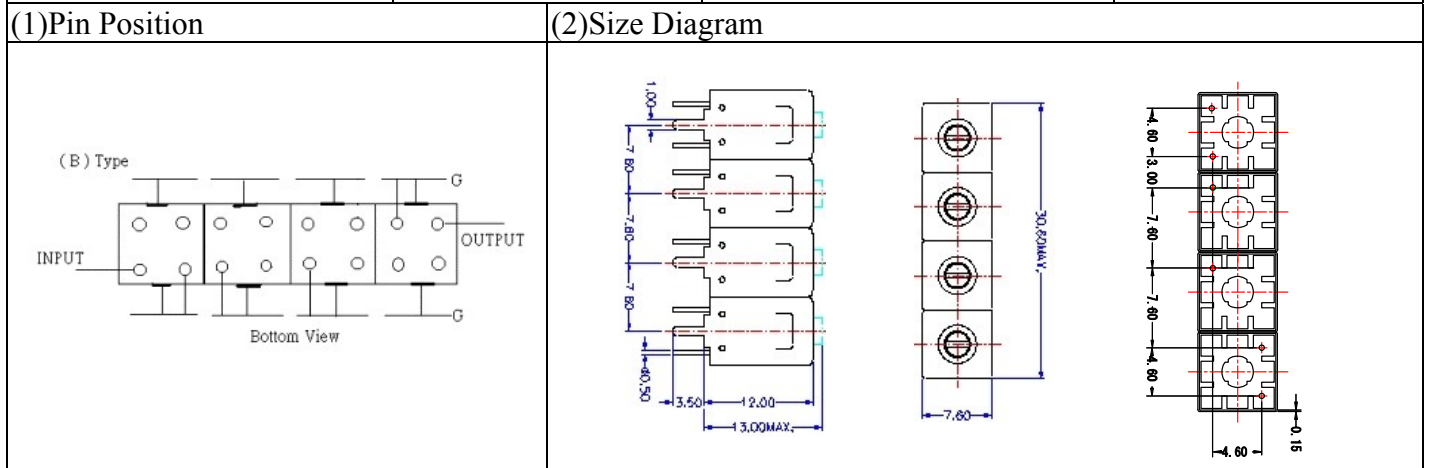 (1)Pin Position
(2)Size Diagram
(B) Type
G
INPUT
OUTPUT
G
Bottom View
1.00
7.60
7.60
7.60
Φ0.50
3.50
12.00
13.00MAX.
30.60MAX.
7.60
4.60
3.00
7.60
7.60
4.60
4.60
0.15